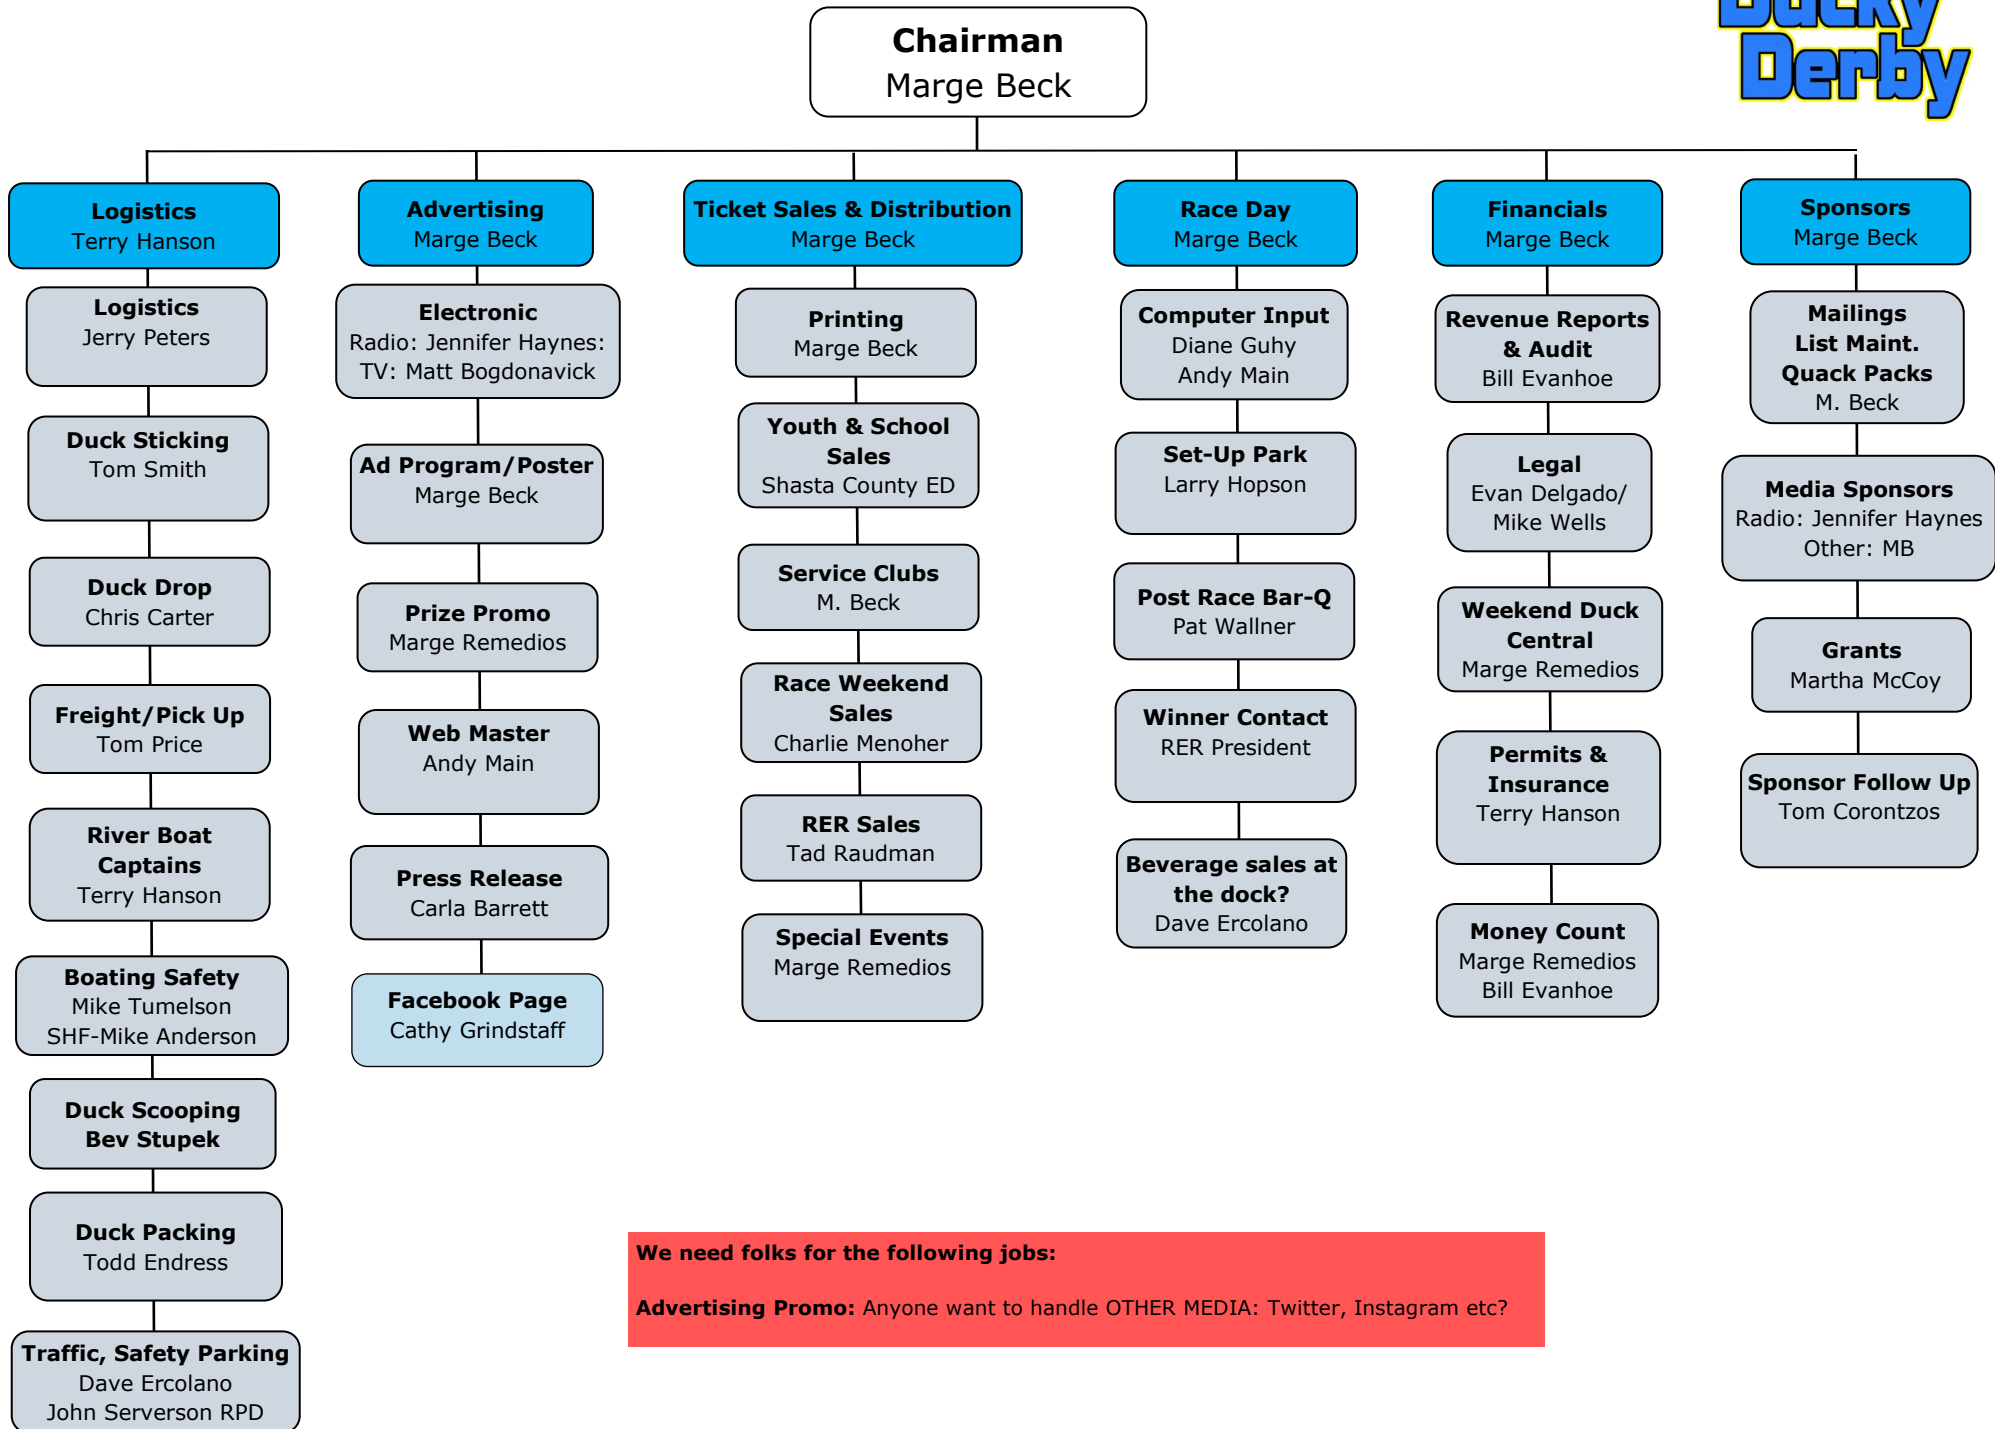 Ducky
Derby
Chairman
Marge Beck
Logistics
Terry Hanson
Logistics
Jerry Peters
Duck Sticking
Tom Smith
Duck Drop
Chris Carter
Freight/Pick Up
Tom Price
River Boat
Captains
Terry Hanson
Boating Safety
Mike Tumelson
SHF-Mike Anderson
Duck Scooping
Bev Stupek
Duck Packing
Todd Endress
Traffic, Safety Parking
Dave Ercolano
John Serverson RPD
Advertising
Marge Beck
Electronic
Radio: Jennifer Haynes:
TV: Matt Bogdonavick
Ad Program/Poster
Marge Beck
Prize Promo
Marge Remedios
Web Master
Andy Main
Press Release
Carla Barrett
Facebook Page
Cathy Grindstaff
Ticket Sales & Distribution
Marge Beck
Printing
Marge Beck
Youth & School
Sales
Shasta County ED
Service Clubs
M. Beck
Race Weekend
Sales
Charlie Menoher
RER Sales
Tad Raudman
Special Events
Marge Remedios
Race Day
Marge Beck
Computer Input
Diane Guhy
Andy Main
Set-Up Park
Larry Hopson
Post Race Bar-Q
Pat Wallner
Winner Contact
RER President
Beverage sales at
the dock?
Dave Ercolano
Financials
Marge Beck
Revenue Reports
& Audit
Bill Evanhoe
Legal
Evan Delgado/
Mike Wells
Weekend Duck
Central
Marge Remedios
Permits &
Insurance
Terry Hanson
Money Count
Marge Remedios
Bill Evanhoe
Sponsors
Marge Beck
Mailings
List Maint.
Quack Packs
M. Beck
Media Sponsors
Radio: Jennifer Haynes
Other: MB
Grants
Martha McCoy
Sponsor Follow Up
Tom Corontzos
We need folks for the following jobs:
Advertising Promo: Anyone want to handle OTHER MEDIA: Twitter, Instagram etc?